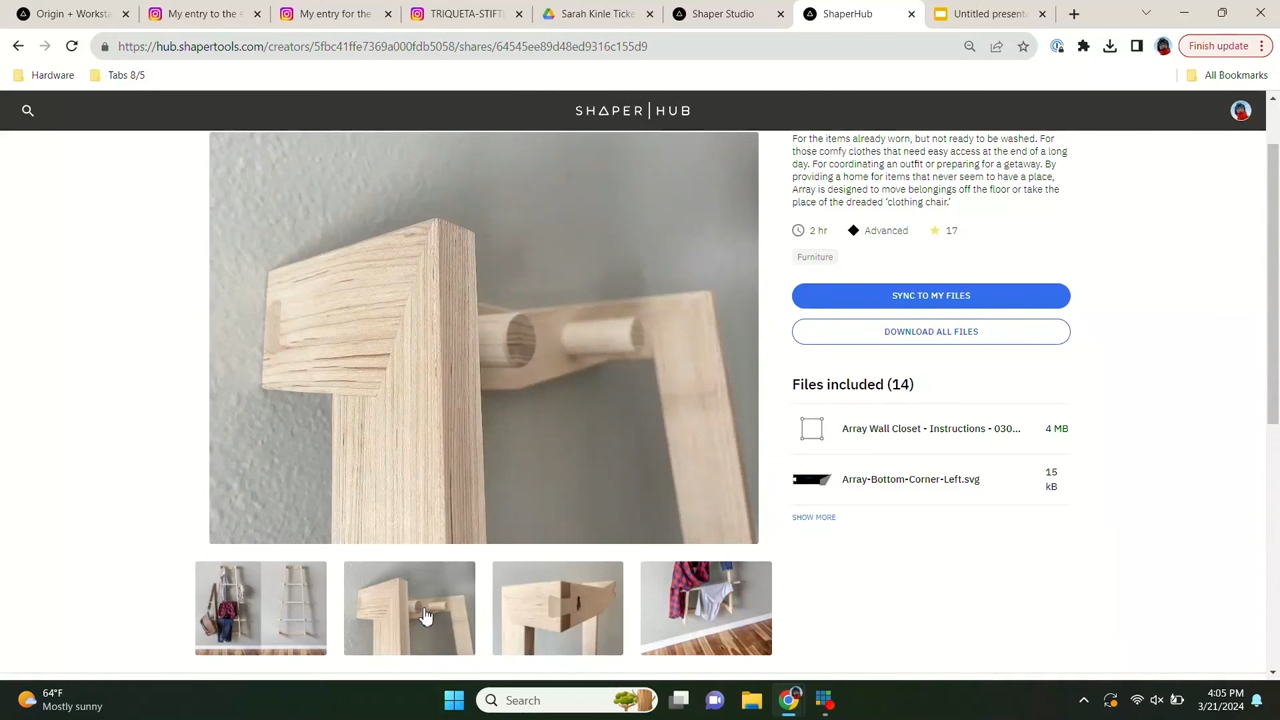 Origin + Worksta
My entry to the
My entry for the
TRIQUETA-STIFT
Sarah Kinle Ticke
Shaper Studio
ShaperHub
Untitled present
https://hub.shapertools.com/creators/5fbc41ffe7369a000fdb5058/shares/64545ee89d48ed9316c155d9
Finish update
Hardware
Tabs 8/5
All Bookmarks
SHAPER|HUB
For the items already worn, but not ready to be washed. For
those comfy clothes that need easy access at the end of a long
day. For coordinating an outfit or preparing for a getaway. By
providing a home for items that never seem to have a place,
Array is designed to move belongings off the floor or take the
place of the dreaded ‘clothing chair.’
2 hr
Advanced
17
Furniture
SYNC TO MY FILES
DOWNLOAD ALL FILES
Files included (14)
Array Wall Closet - Instructions - 030...
4 MB
Array-Bottom-Corner-Left.svg
15
kB
SHOW MORE
64°F
Mostly sunny
Search
4:05 PM
3/21/2024